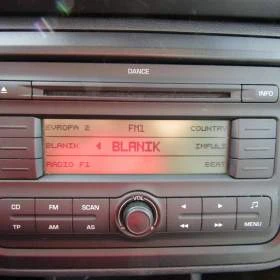 DANCE
INFO
EVROPA 2 FM1 COUNTRY
BLANIK BLANIK IMPULS
RADIO F1 BEAT
CD FM SCAN VOL
TP AM AS MENU